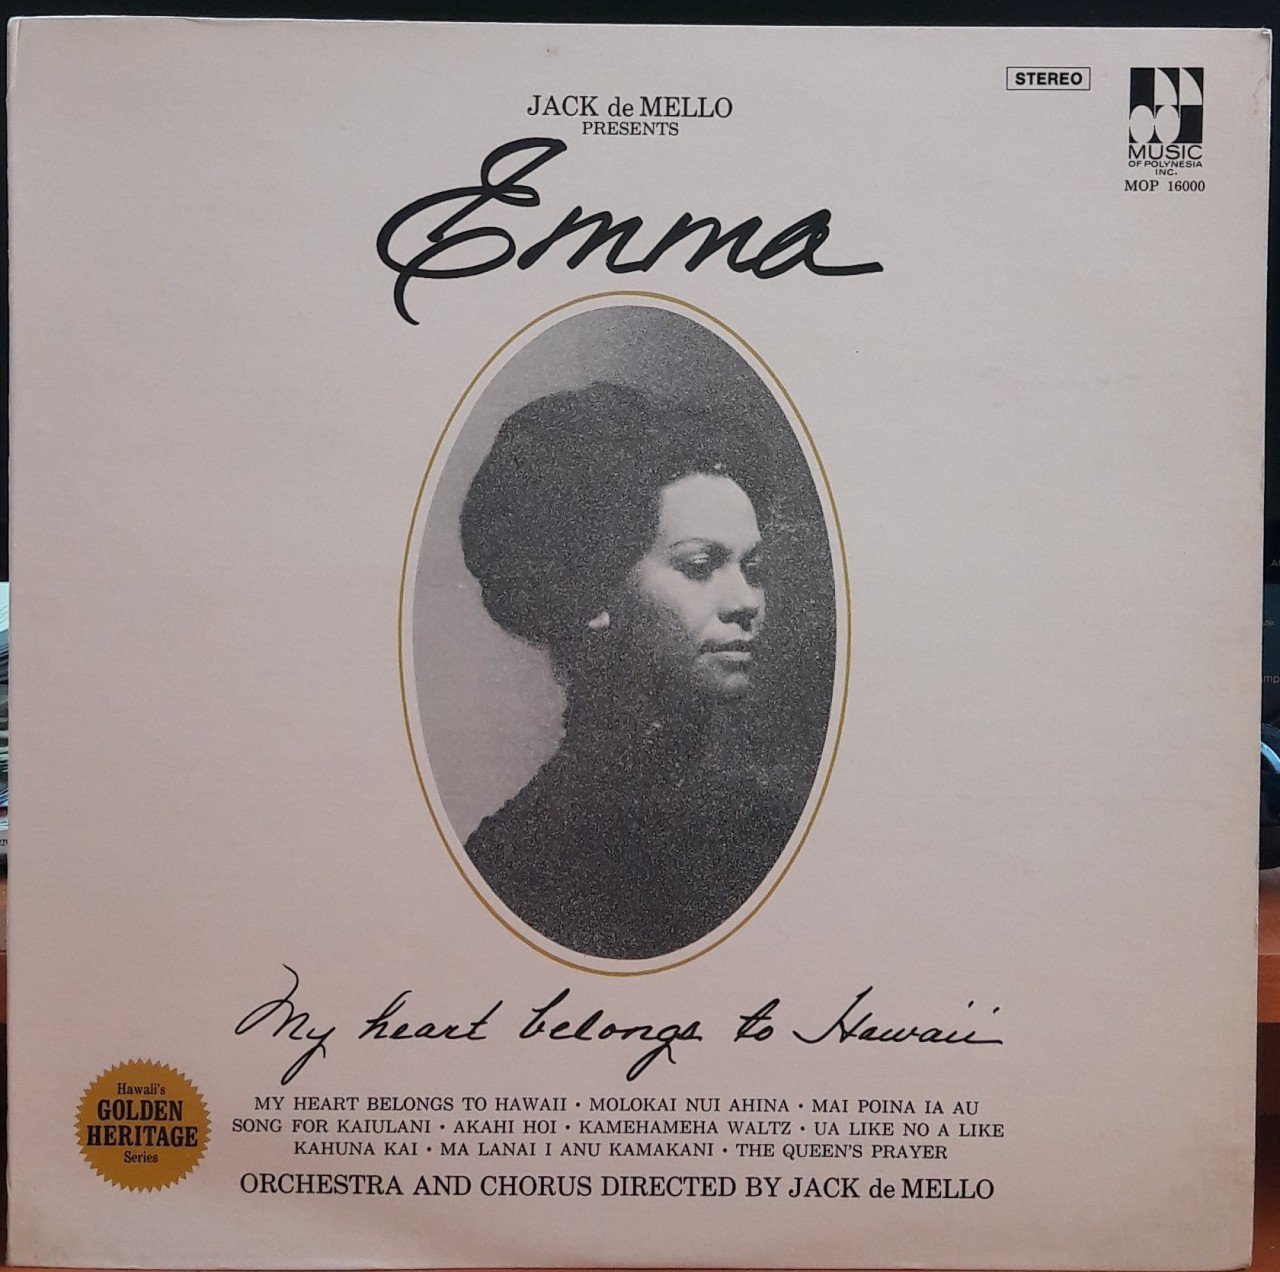 STEREO
MUSIC
OF POLYNESIA
INC.
MOP 16000
JACK de MELLO
PRESENTS
Emma
My heart belongs to Hawaii
Hawaii's
GOLDEN
HERITAGE
Series
MY HEART BELONGS TO HAWAII • MOLOKAI NUI AHINA • MAI POINA IA AU
SONG FOR KAIULANI • AKAHI HOI • KAMEHAMEHA WALTZ • UA LIKE NO A LIKE
KAHUNA KAI • MA LANAI I ANU KAMAKANI • THE QUEEN'S PRAYER
ORCHESTRA AND CHORUS DIRECTED BY JACK de MELLO